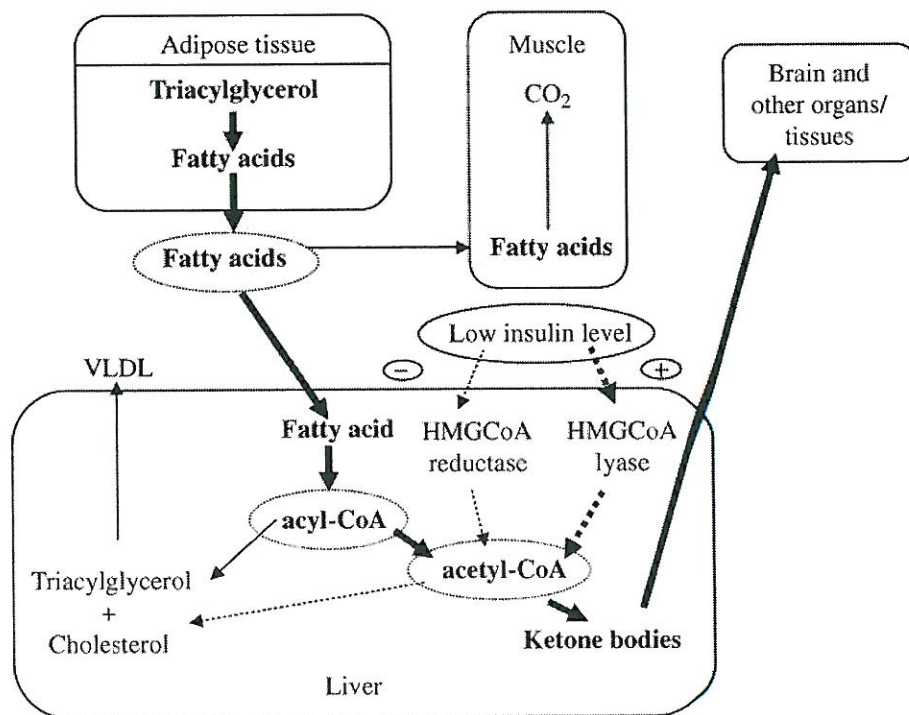 Adipose tissue
Triacylglycerol
Fatty acids
Fatty acids
Muscle
CO₂
Fatty acids
Brain and
other organs/
tissues
Low insulin level
−
+
VLDL
Fatty acid
HMGCoA
reductase
HMGCoA
lyase
acyl-CoA
acetyl-CoA
Triacylglycerol
+
Cholesterol
Ketone bodies
Liver